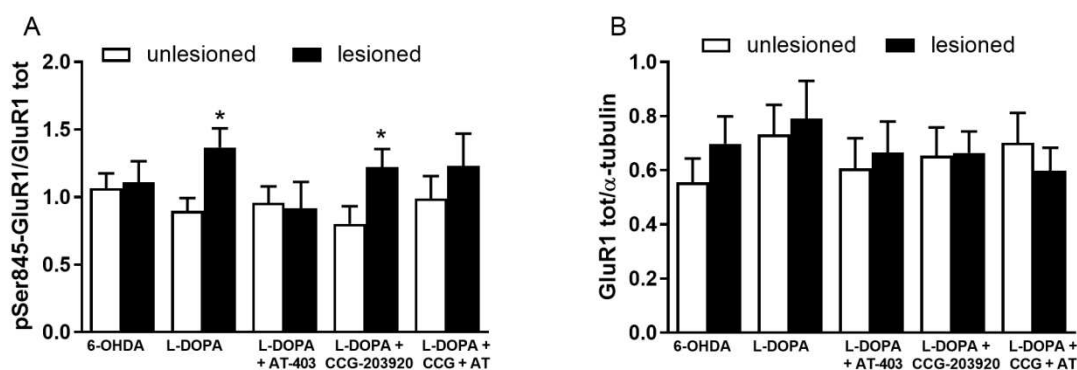 A
unlesioned lesioned
pSer845-GluR1/GluR1 tot
2.0
1.5
1.0
0.5
0.0
* *
6-OHDA L-DOPA L-DOPA L-DOPA + L-DOPA +
+ AT-403 CCG-203920 CCG + AT
B
unlesioned lesioned
GluR1 tot/α-tubulin
1.0
0.8
0.6
0.4
0.2
0.0
6-OHDA L-DOPA L-DOPA L-DOPA + L-DOPA +
+ AT-403 CCG-203920 CCG + AT